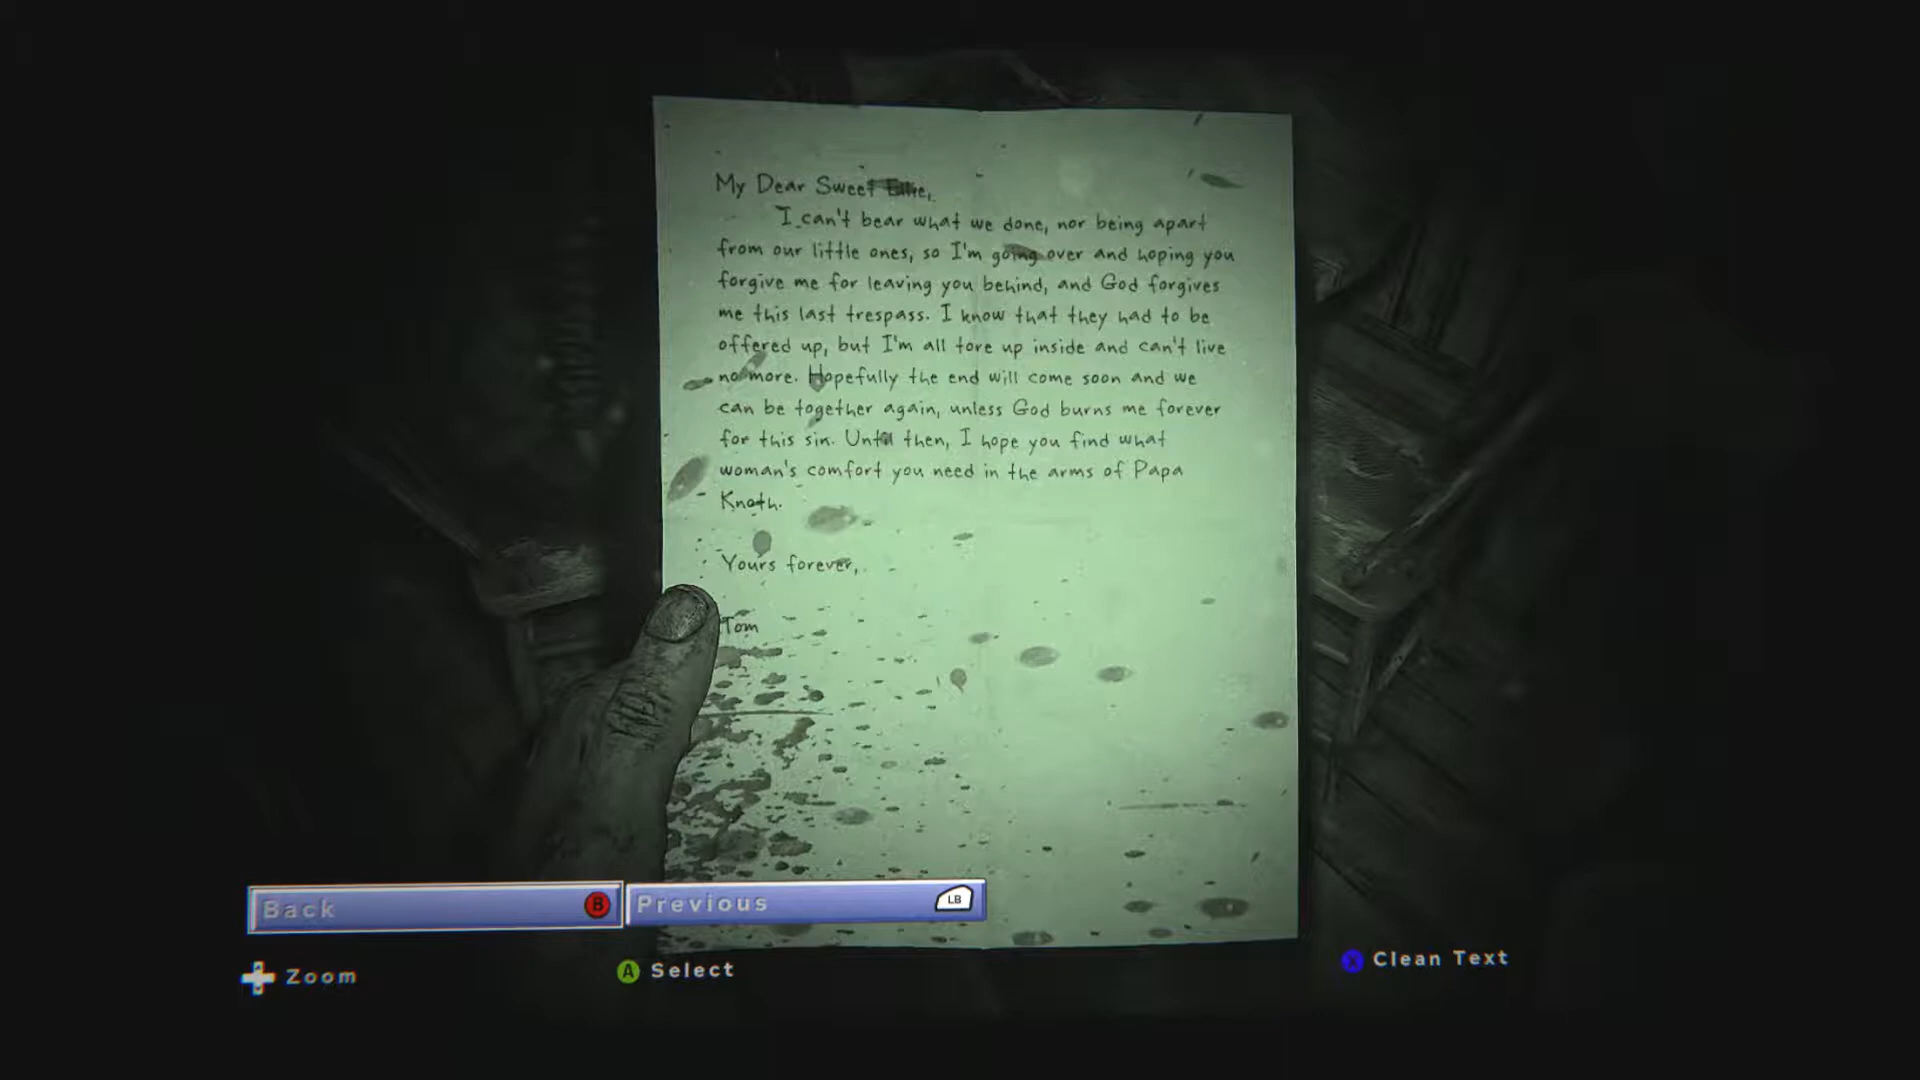 My Dear Sweet Ellie,
I can't bear what we done, nor being apart
from our little ones, so I'm going over and hoping you
forgive me for leaving you behind, and God forgives
me this last trespass. I know that they had to be
offered up, but I'm all tore up inside and can't live
no more. Hopefully the end will come soon and we
can be together again, unless God burns me forever
for this sin. Until then, I hope you find what
woman's comfort you need in the arms of Papa
Knoth.
Yours forever,
Tom
Back B
Previous LB
Zoom
A Select
X Clean Text